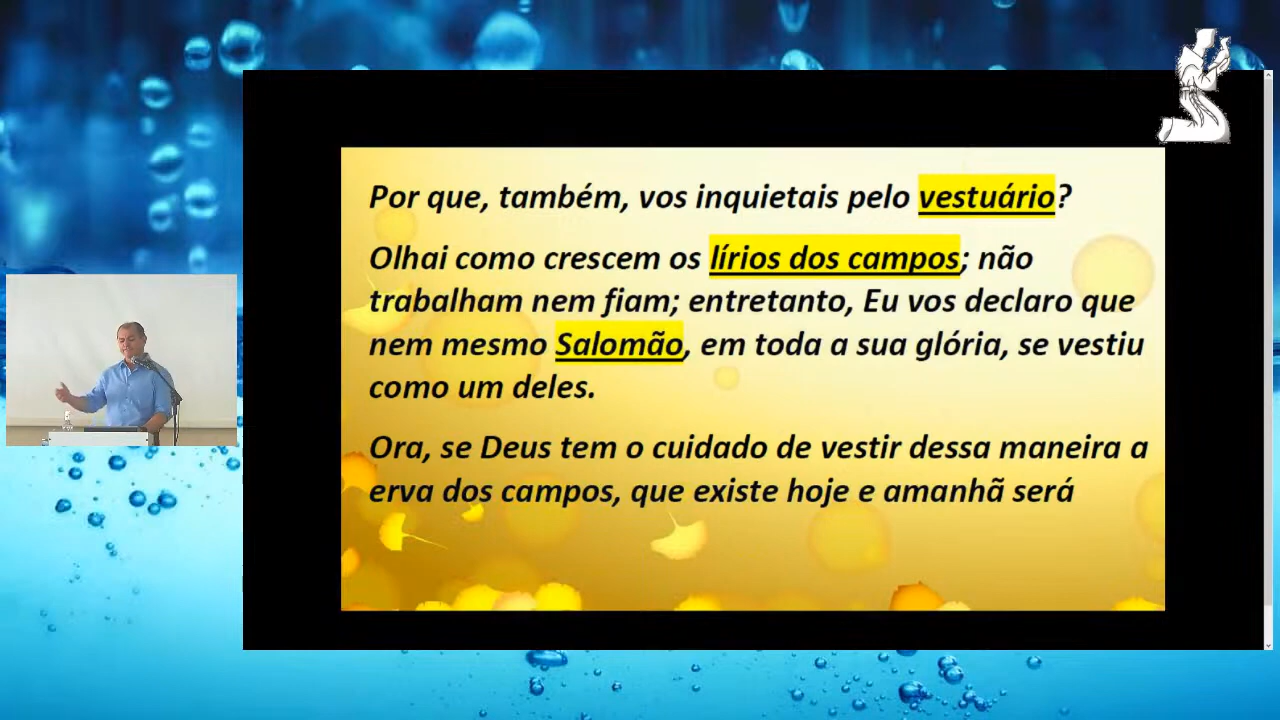 Por que, também, vos inquietais pelo vestuário?
Olhai como crescem os lírios dos campos; não
trabalham nem fiam; entretanto, Eu vos declaro que
nem mesmo Salomão, em toda a sua glória, se vestiu
como um deles.
Ora, se Deus tem o cuidado de vestir dessa maneira a
erva dos campos, que existe hoje e amanhã será